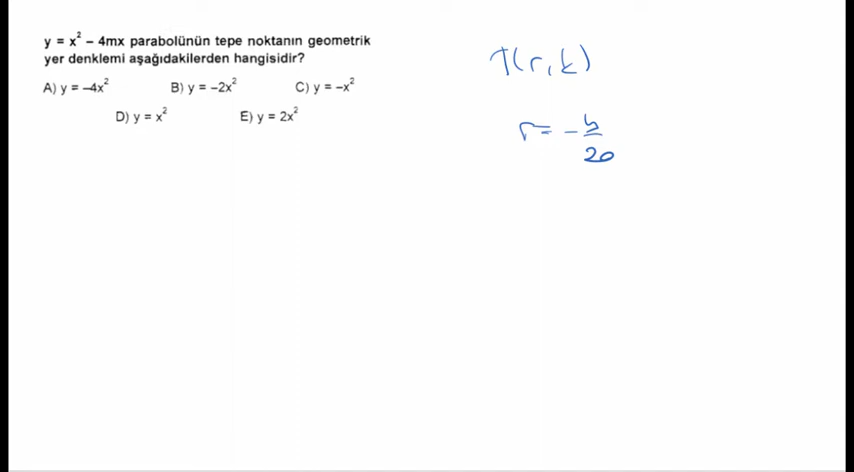 y = x² – 4mx parabolünün tepe noktanın geometrik
yer denklemi aşağıdakilerden hangisidir?
A) y = –4x² B) y = –2x² C) y = –x²
D) y = x² E) y = 2x²
T(r, k)
r = – b/2a